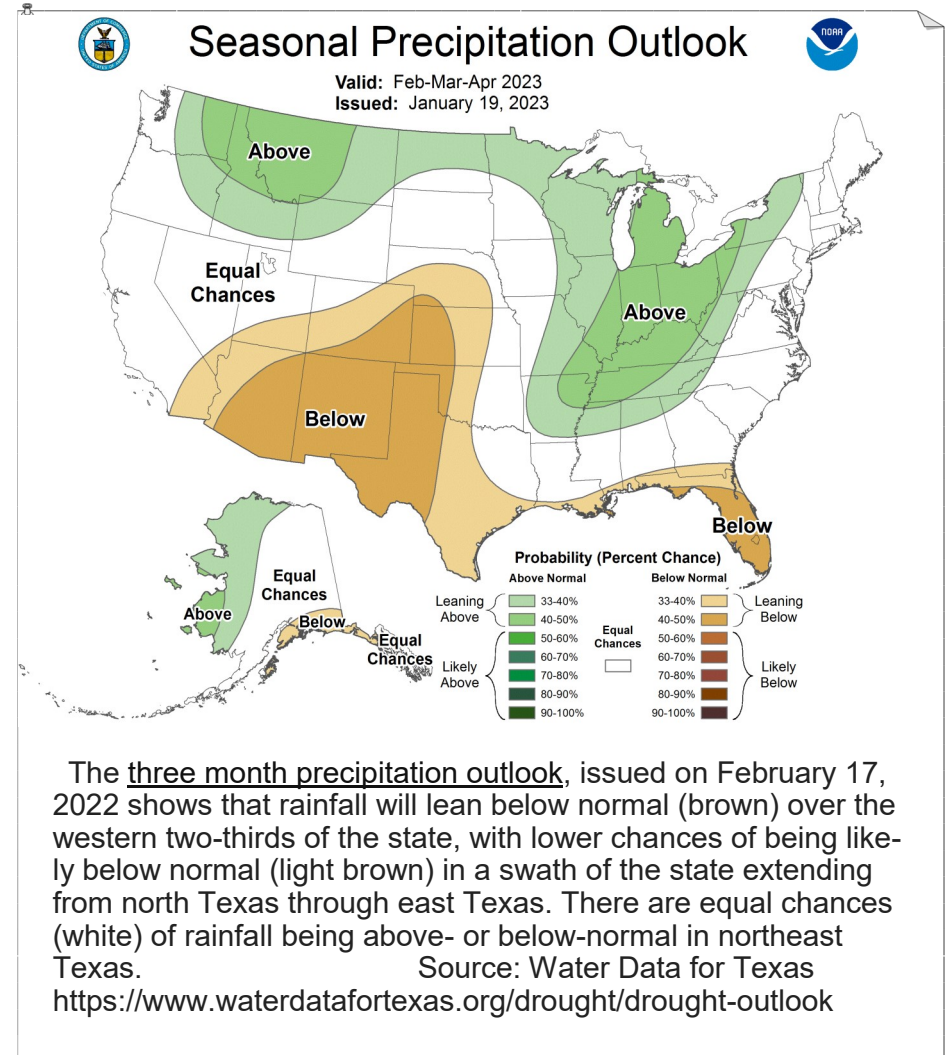 Seasonal Precipitation Outlook
NOAA
Valid: Feb-Mar-Apr 2023
Issued: January 19, 2023
Above
Equal
Chances
Above
Below
Below
Equal
Chances
Above
Below
Equal
Chances
Probability (Percent Chance)
Above Normal
Below Normal
Leaning
Above
33-40%
40-50%
50-60%
60-70%
70-80%
80-90%
90-100%
Likely
Above
Equal
Chances
33-40%
40-50%
50-60%
60-70%
70-80%
80-90%
90-100%
Leaning
Below
Likely
Below
The three month precipitation outlook, issued on February 17,
2022 shows that rainfall will lean below normal (brown) over the
western two-thirds of the state, with lower chances of being like-
ly below normal (light brown) in a swath of the state extending
from north Texas through east Texas. There are equal chances
(white) of rainfall being above- or below-normal in northeast
Texas. Source: Water Data for Texas
https://www.waterdatafortexas.org/drought/drought-outlook